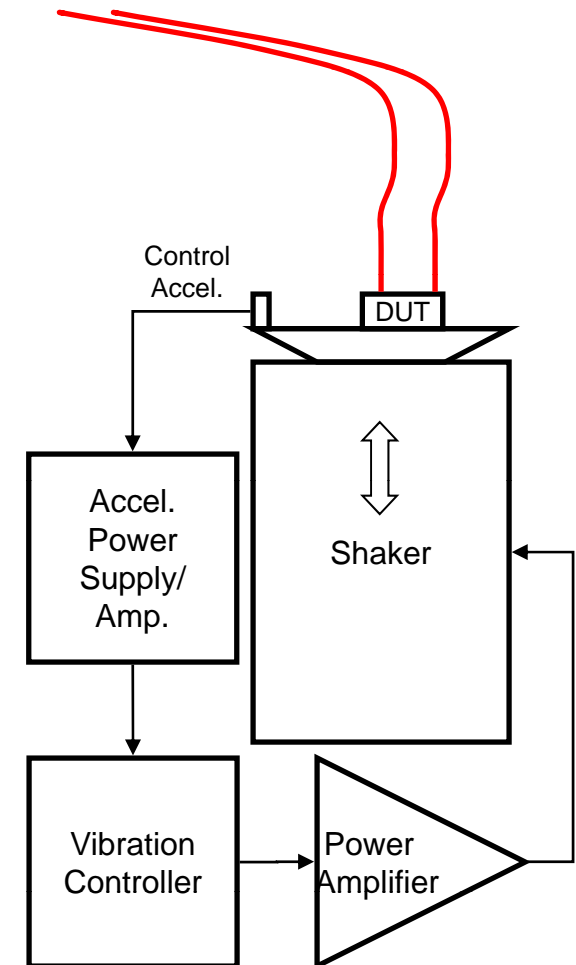 Control
Accel.
DUT
Accel.
Power
Supply/
Amp.
Shaker
Vibration
Controller
Power
Amplifier